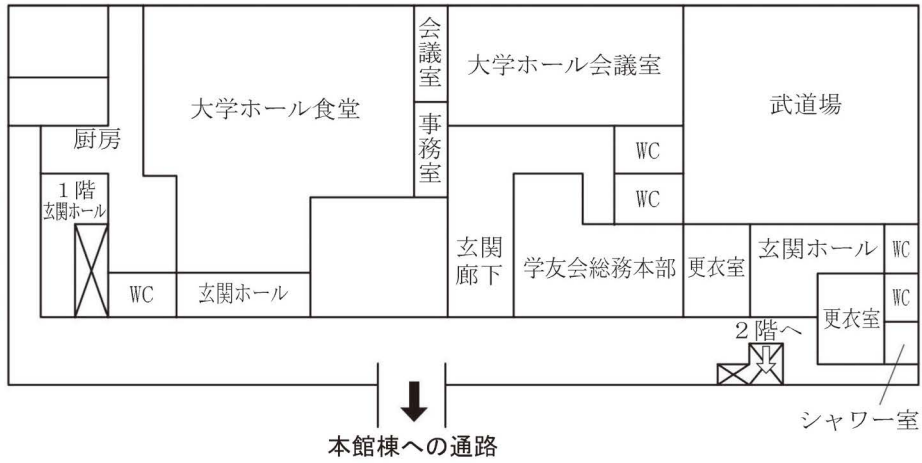 会議室
大学ホール会議室
大学ホール食堂
武道場
事務室
厨房
WC
1階
玄関ホール
WC
玄関
廊下
学友会総務本部
更衣室
玄関ホール
WC
WC
玄関ホール
WC
更衣室
2階へ
シャワー室
本館棟への通路